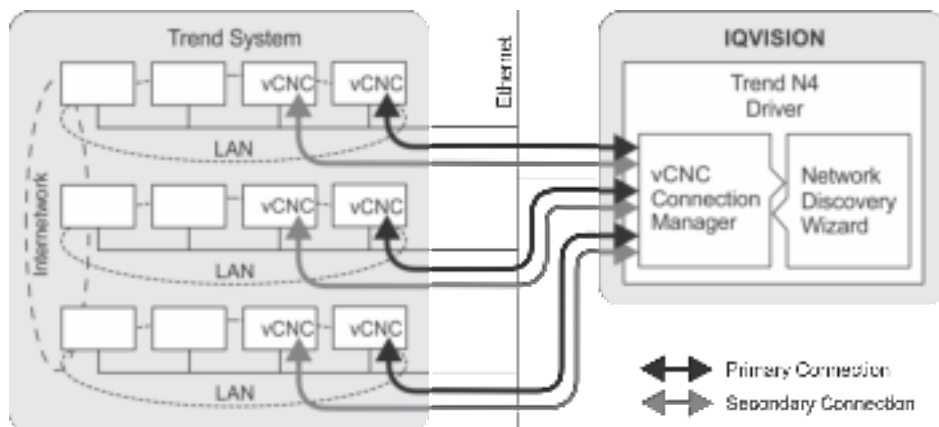 Trend System
vCNC vCNC
LAN
vCNC vCNC
LAN
vCNC vCNC
LAN
Internetwork
Ethernet
IQVISION
Trend N4
Driver
vCNC
Connection
Manager
Network
Discovery
Wizard
Primary Connection
Secondary Connection